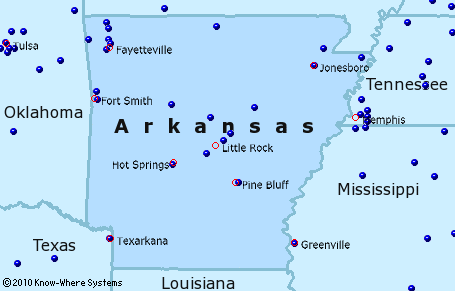 Tulsa
Fayetteville
Jonesboro
Tennessee
Oklahoma
Fort Smith
Arkansas
Memphis
Little Rock
Hot Springs
Pine Bluff
Mississippi
Texas
Texarkana
Greenville
©2010 Know-Where Systems
Louisiana